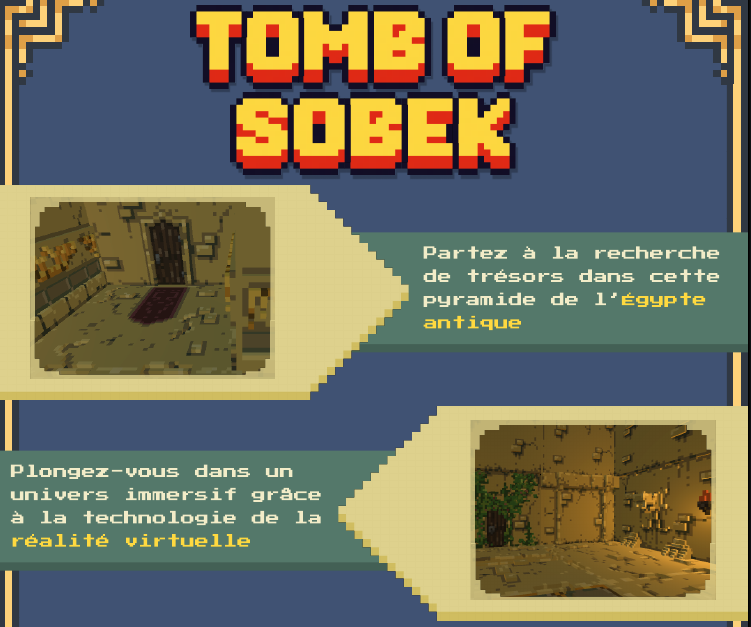 TOMB OF
SOBEK
Partez à la recherche
de trésors dans cette
pyramide de l'Égypte
antique
Plongez-vous dans un
univers immersif grâce
à la technologie de la
réalité virtuelle